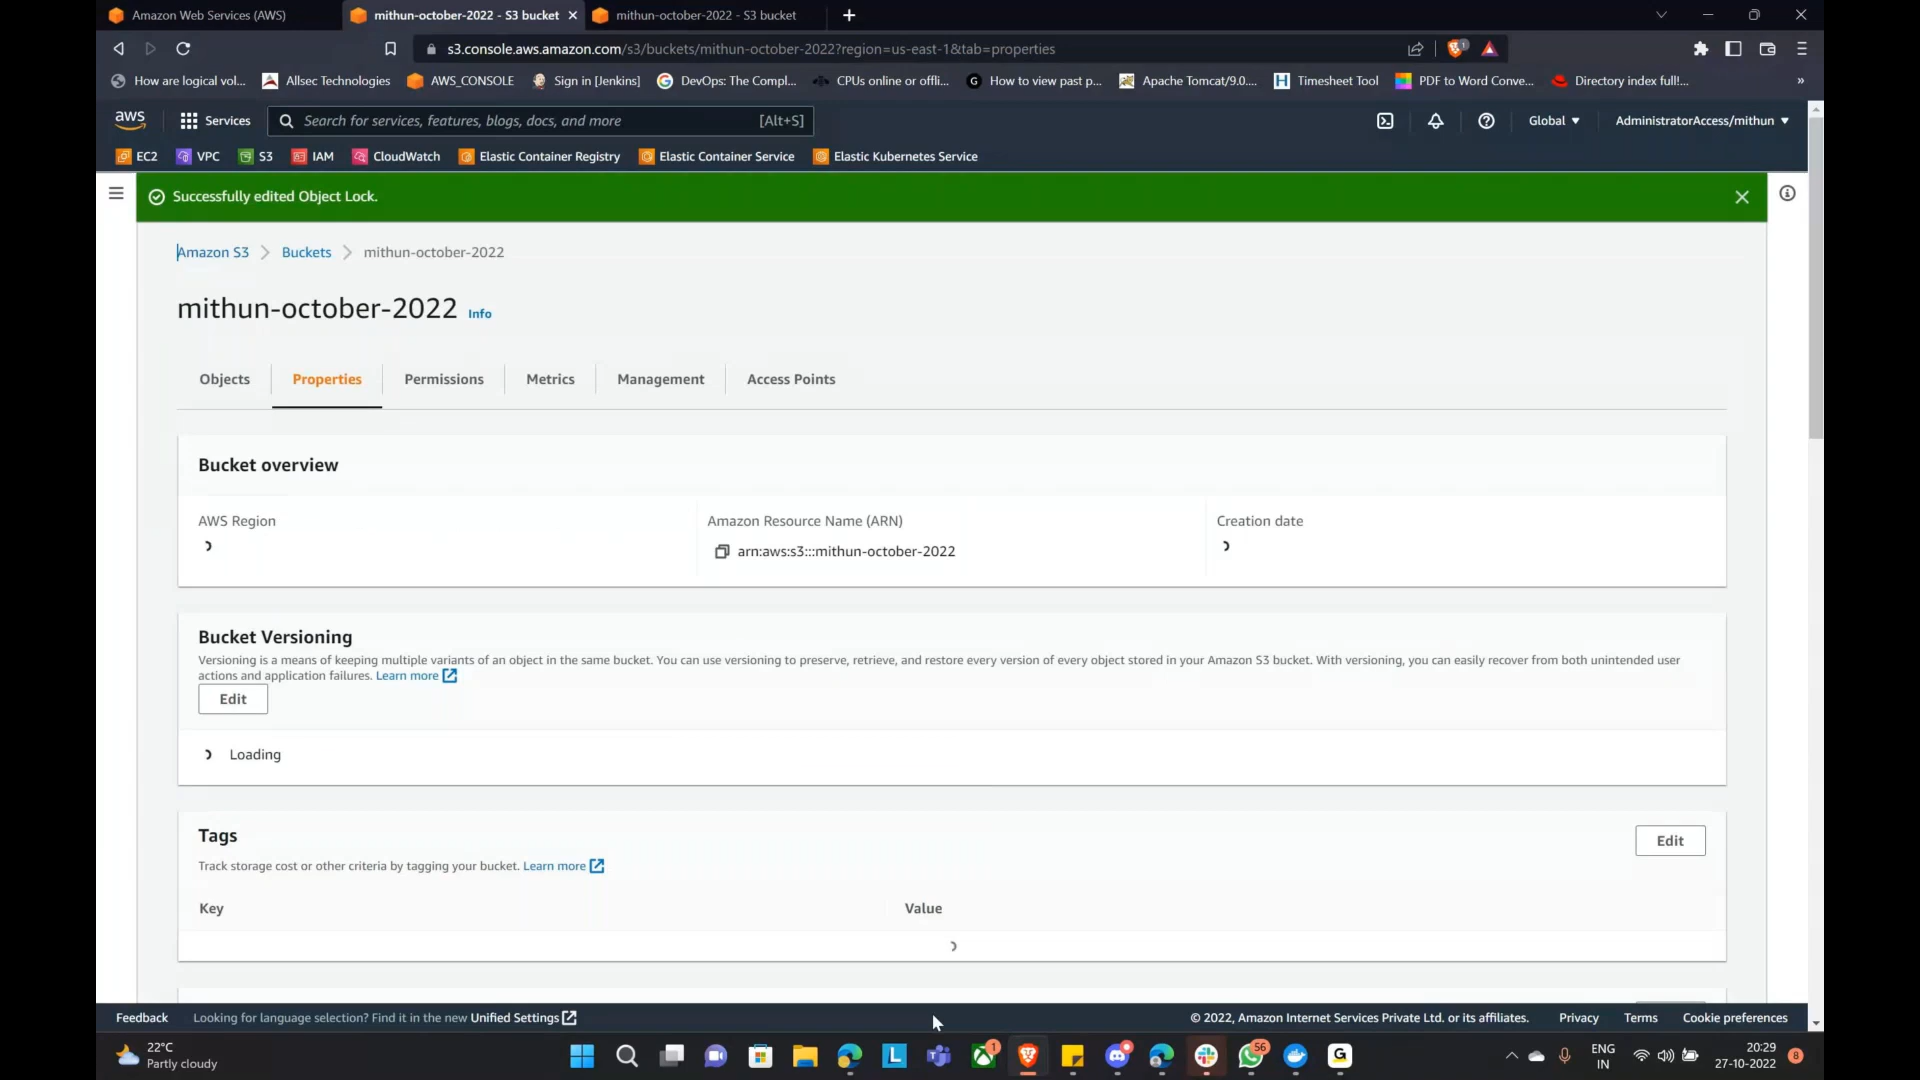 Amazon Web Services (AWS)
mithun-october-2022 - S3 bucket
mithun-october-2022 - S3 bucket
s3.console.aws.amazon.com/s3/buckets/mithun-october-2022?region=us-east-1&tab=properties
1
How are logical vol...
Allsec Technologies
AWS_CONSOLE
Sign in [Jenkins]
DevOps: The Compl...
CPUs online or offli...
How to view past p...
Apache Tomcat/9.0....
Timesheet Tool
PDF to Word Conve...
Directory index full!...
»
aws
Services
Search for services, features, blogs, docs, and more
[Alt+S]
Global
AdministratorAccess/mithun
EC2
VPC
S3
IAM
CloudWatch
Elastic Container Registry
Elastic Container Service
Elastic Kubernetes Service
Successfully edited Object Lock.
Amazon S3
Buckets
mithun-october-2022
mithun-october-2022 Info
Objects
Properties
Permissions
Metrics
Management
Access Points
Bucket overview
AWS Region
Amazon Resource Name (ARN)
arn:aws:s3:::mithun-october-2022
Creation date
Bucket Versioning
Versioning is a means of keeping multiple variants of an object in the same bucket. You can use versioning to preserve, retrieve, and restore every version of every object stored in your Amazon S3 bucket. With versioning, you can easily recover from both unintended user
actions and application failures. Learn more
Edit
Loading
Tags
Edit
Track storage cost or other criteria by tagging your bucket. Learn more
Key
Value
Feedback
Looking for language selection? Find it in the new Unified Settings
© 2022, Amazon Internet Services Private Ltd. or its affiliates.
Privacy
Terms
Cookie preferences
22°C
Partly cloudy
L
1
56
G
ENG
IN
20:29
27-10-2022
8